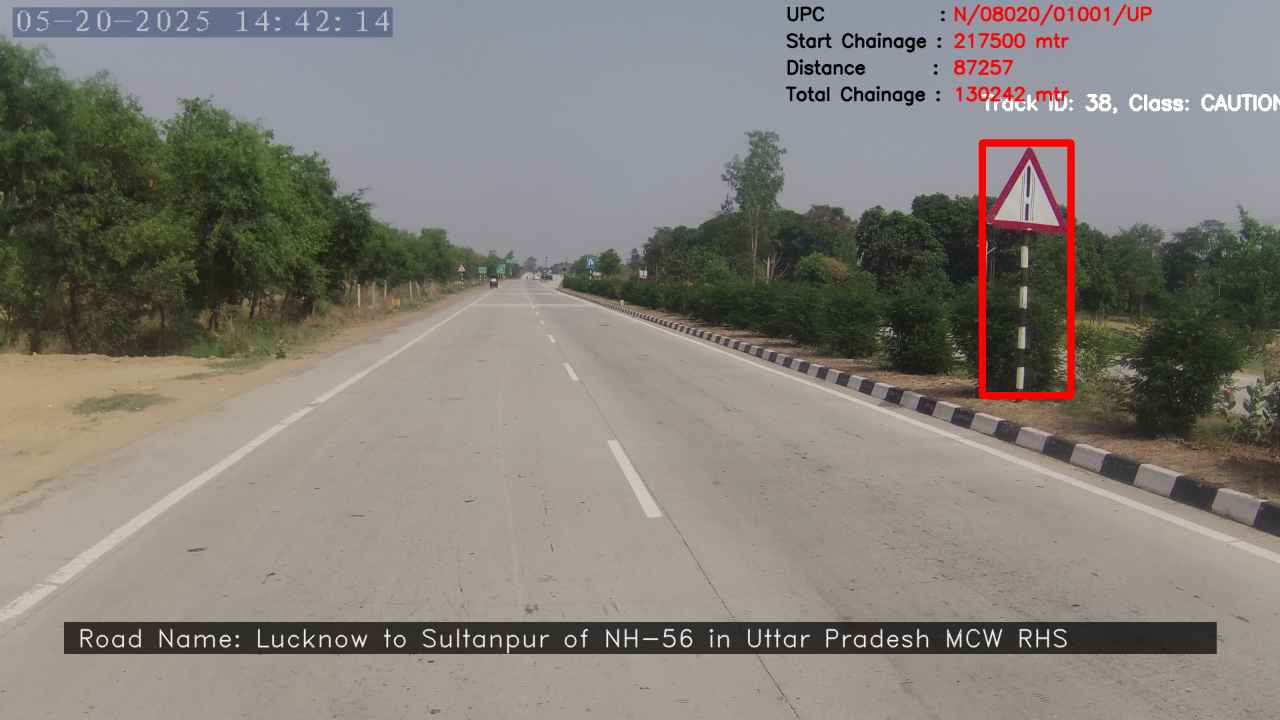 05-20-2025 14:42:14
UPC : N/08020/01001/UP
Start Chainage : 217500 mtr
Distance : 87257
Total Chainage : 130242 mtr
Track ID: 38, Class: CAUTION
Road Name: Lucknow to Sultanpur of NH-56 in Uttar Pradesh MCW RHS